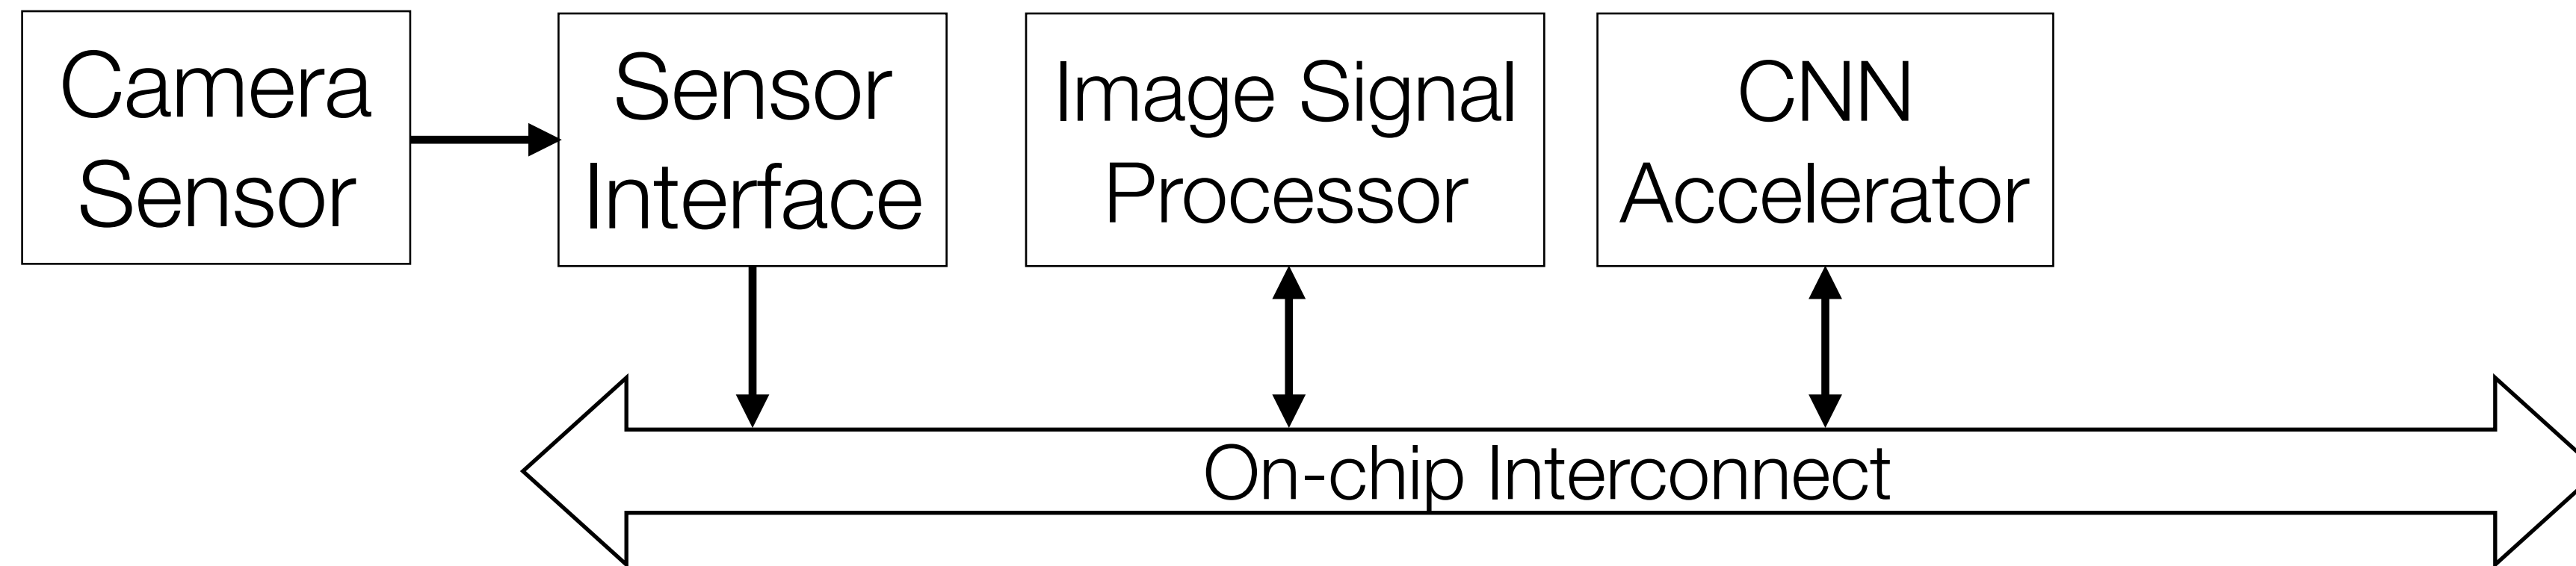 Camera
Sensor
Sensor
Interface
Image Signal
Processor
CNN
Accelerator
On-chip Interconnect